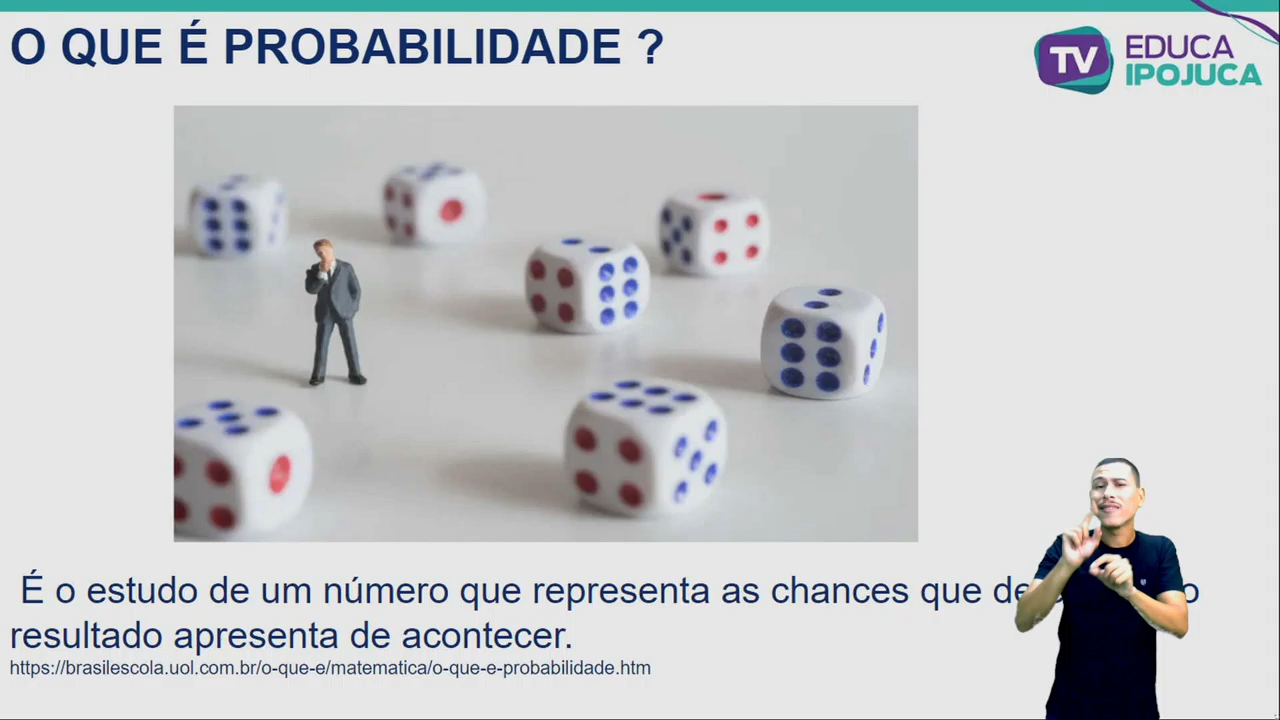 O QUE É PROBABILIDADE ?
TV EDUCA
IPOJUCA
É o estudo de um número que representa as chances que
resultado apresenta de acontecer.
https://brasilescola.uol.com.br/o-que-e/matematica/o-que-e-probabilidade.htm